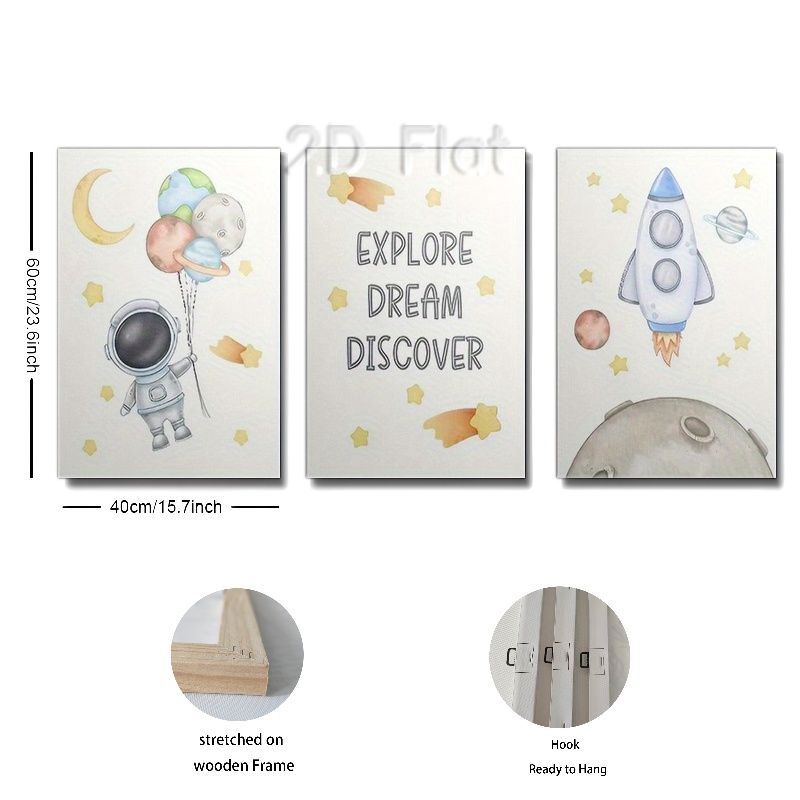 2D Flat
EXPLORE
DREAM
DISCOVER
60cm/23.6inch
40cm/15.7inch
stretched on
wooden Frame
Hook
Ready to Hang